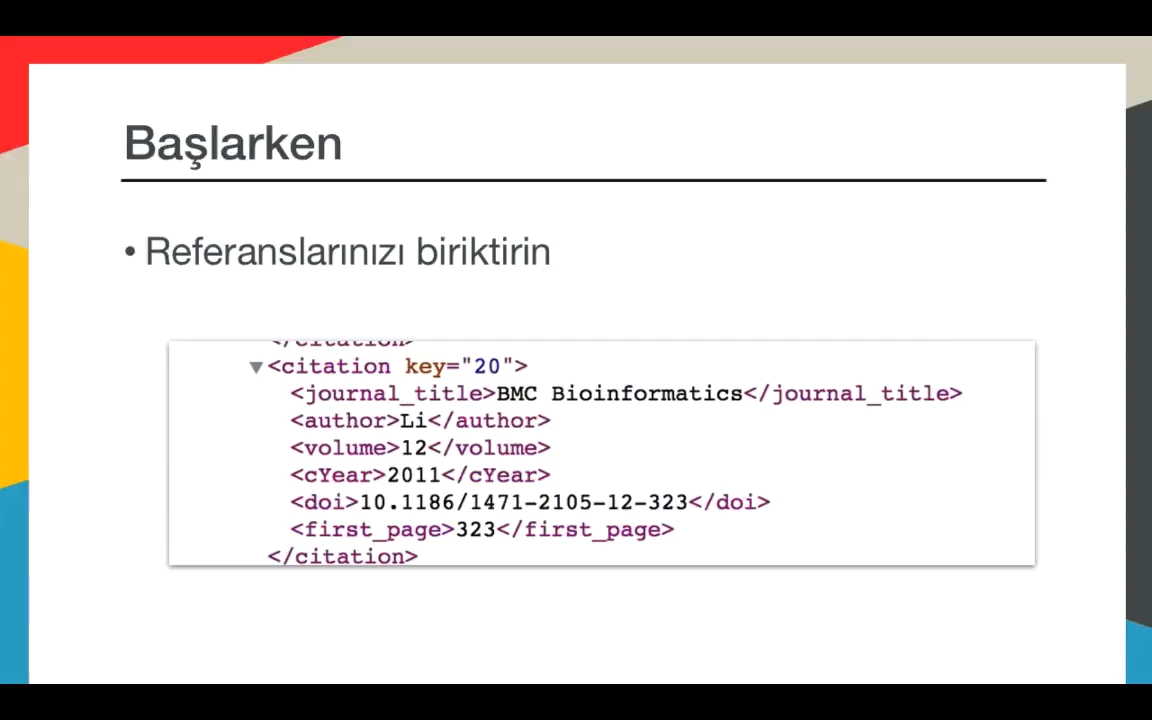 Başlarken
• Referanslarınızı biriktirin
</citation>
▼<citation key="20">
<journal_title>BMC Bioinformatics</journal_title>
<author>Li</author>
<volume>12</volume>
<cYear>2011</cYear>
<doi>10.1186/1471-2105-12-323</doi>
<first_page>323</first_page>
</citation>